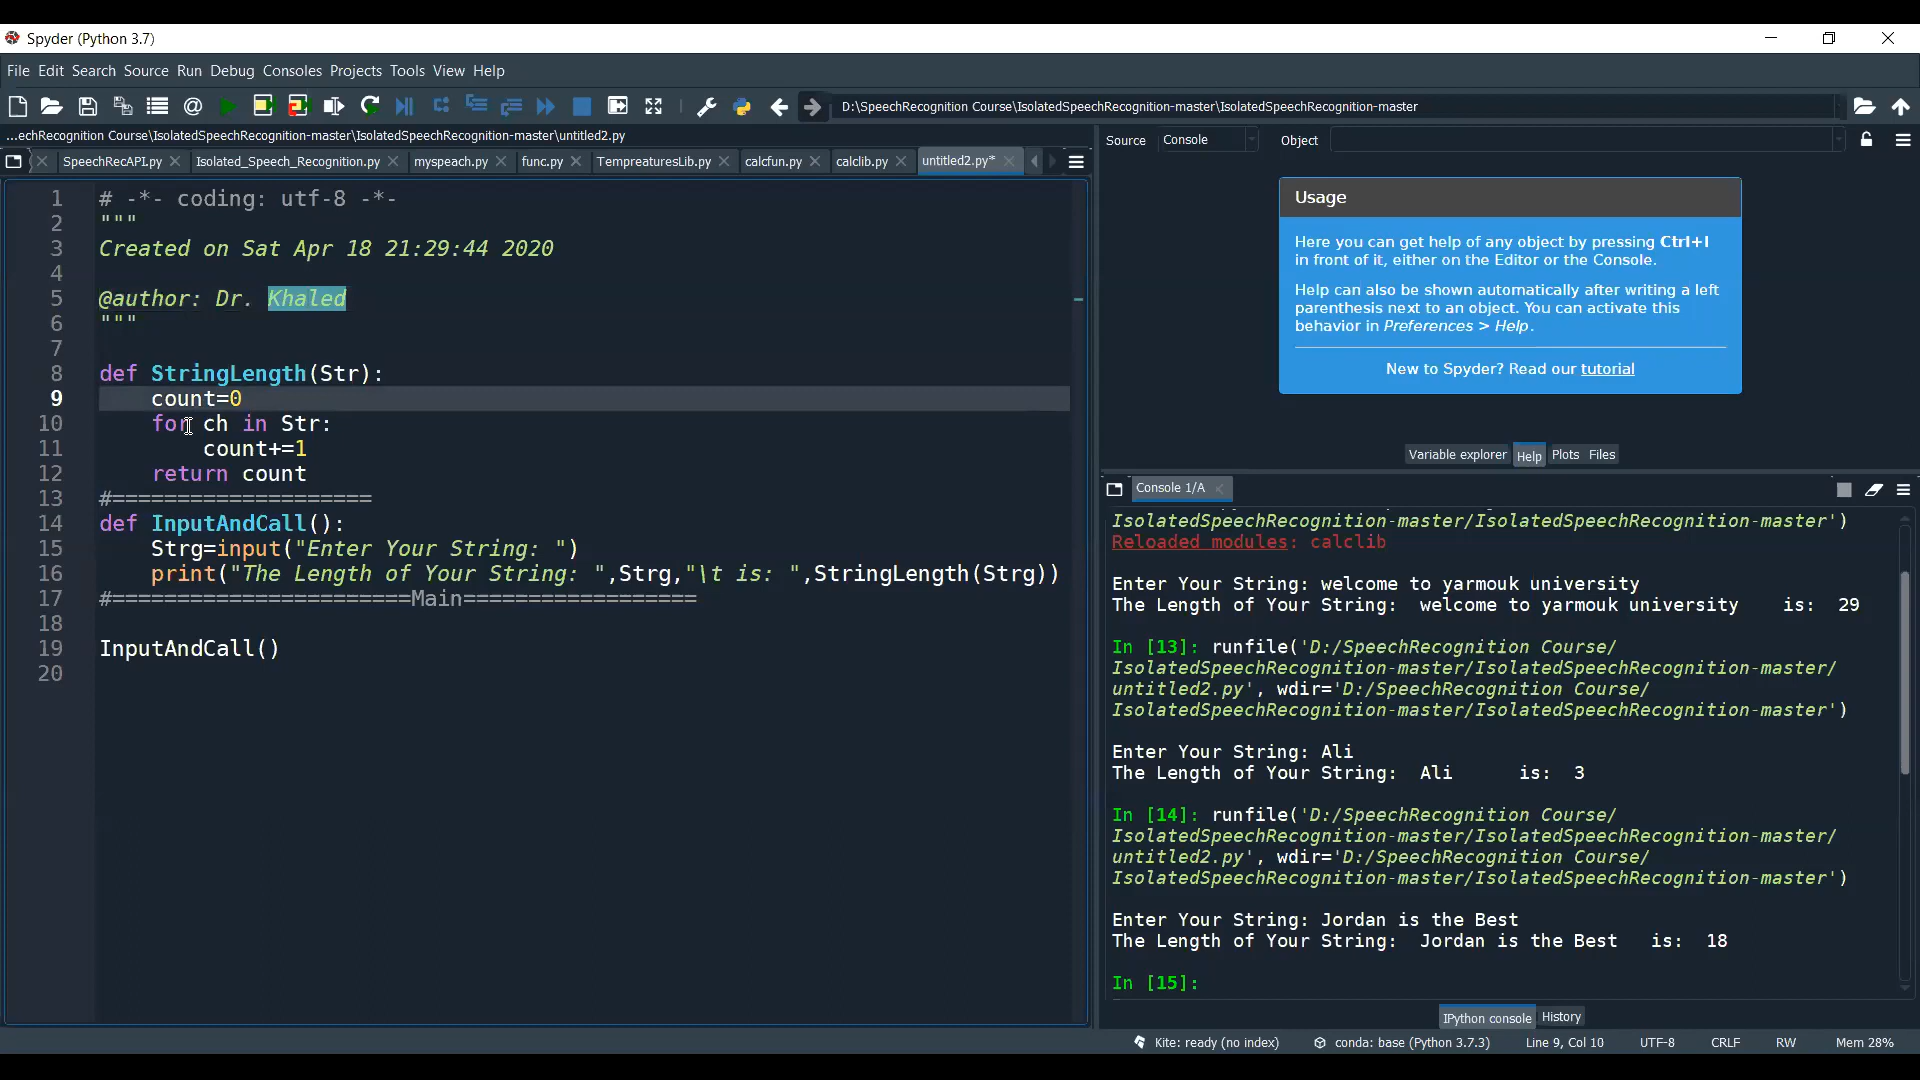 Spyder (Python 3.7)
File Edit Search Source Run Debug Consoles Projects Tools View Help
D:\SpeechRecognition Course\IsolatedSpeechRecognition-master\IsolatedSpeechRecognition-master
...echRecognition Course\IsolatedSpeechRecognition-master\IsolatedSpeechRecognition-master\untitled2.py
SpeechRecAPI.py Isolated_Speech_Recognition.py myspeach.py func.py TempreaturesLib.py calcfun.py calclib.py untitled2.py*
1 # -*- coding: utf-8 -*-
2 """
3 Created on Sat Apr 18 21:29:44 2020
4
5 @author: Dr. Khaled
6 """
7
8 def StringLength(Str):
9 count=0
10 for ch in Str:
11 count+=1
12 return count
13 #====================
14 def InputAndCall():
15 Strg=input("Enter Your String: ")
16 print("The Length of Your String: ",Strg,"\t is: ",StringLength(Strg))
17 #=======================Main==================
18
19 InputAndCall()
20
Source Console Object
Usage
Here you can get help of any object by pressing Ctrl+I
in front of it, either on the Editor or the Console.
Help can also be shown automatically after writing a left
parenthesis next to an object. You can activate this
behavior in Preferences > Help.
New to Spyder? Read our tutorial
Variable explorer Help Plots Files
Console 1/A
IsolatedSpeechRecognition-master/IsolatedSpeechRecognition-master')
Reloaded modules: calclib
Enter Your String: welcome to yarmouk university
The Length of Your String:  welcome to yarmouk university 	 is:  29
In [13]: runfile('D:/SpeechRecognition Course/
IsolatedSpeechRecognition-master/IsolatedSpeechRecognition-master/
untitled2.py', wdir='D:/SpeechRecognition Course/
IsolatedSpeechRecognition-master/IsolatedSpeechRecognition-master')
Enter Your String: Ali
The Length of Your String:  Ali 	 is:  3
In [14]: runfile('D:/SpeechRecognition Course/
IsolatedSpeechRecognition-master/IsolatedSpeechRecognition-master/
untitled2.py', wdir='D:/SpeechRecognition Course/
IsolatedSpeechRecognition-master/IsolatedSpeechRecognition-master')
Enter Your String: Jordan is the Best
The Length of Your String:  Jordan is the Best 	 is:  18
In [15]:
IPython console History
Kite: ready (no index) conda: base (Python 3.7.3) Line 9, Col 10 UTF-8 CRLF RW Mem 28%